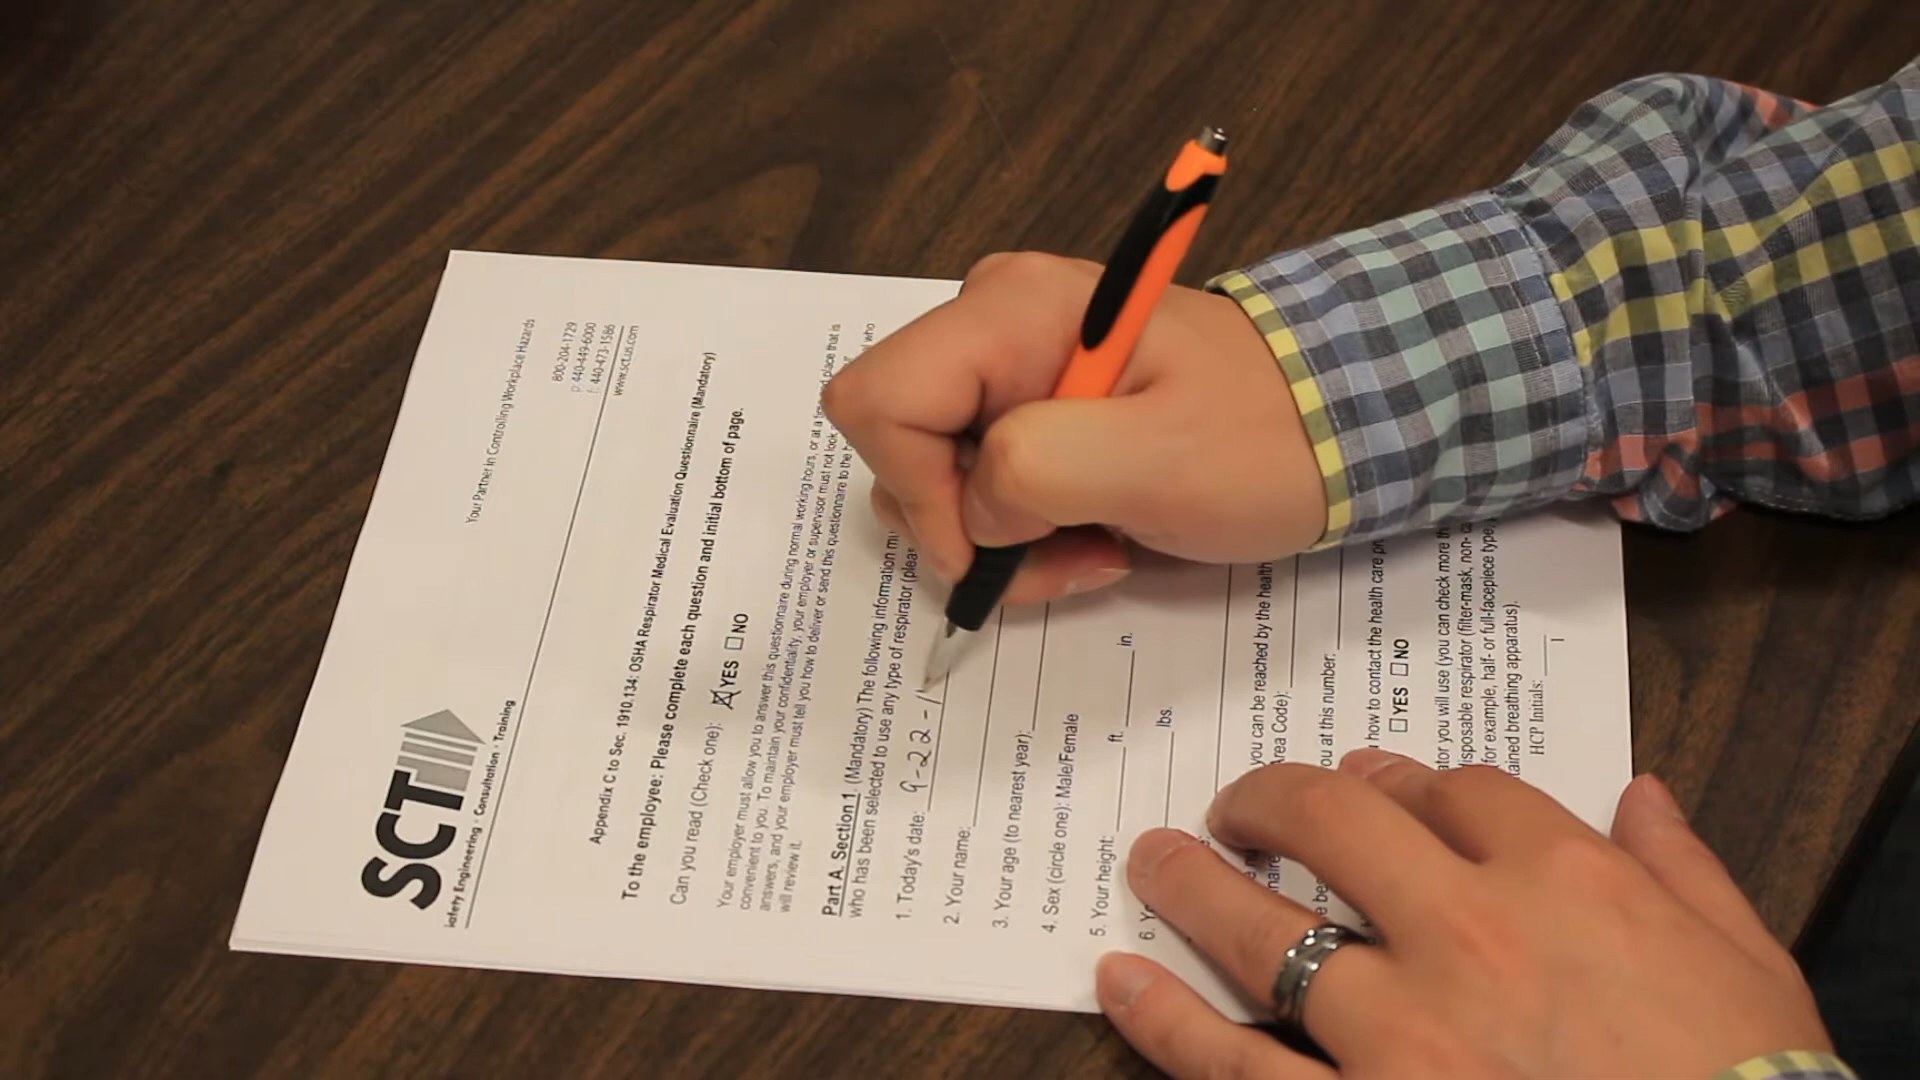 SCT
Safety Engineering - Consultation - Training
Your Partner in Controlling Workplace Hazards
800-204-1729
P 440-449-6000
F 440-473-1586
www.sct.us.com
Appendix C to Sec. 1910.134: OSHA Respirator Medical Evaluation Questionnaire (Mandatory)
To the employee: Please complete each question and initial bottom of page.
Can you read (Check one): ☒ YES ☐ NO
Your employer must allow you to answer this questionnaire during normal working hours, or at a time and place that is
convenient to you. To maintain your confidentiality, your employer or supervisor must not look
answers, and your employer must tell you how to deliver or send this questionnaire to the
will review it.
Part A. Section 1. (Mandatory) The following information who
who has been selected to use any type of respirator
1. Today's date: 9-22-1
2. Your name:
3. Your age (to nearest year):
4. Sex (circle one): Male/Female
5. Your height: ft. in.
6. lbs.
you can be reached by the health
Area Code):
you at this number:
how to contact the health care
☐ YES ☐ NO
you will use (you can check more
disposable respirator (filter-mask, non-
for example, half- or full-facepiece type,
breathing apparatus).
HCP Initials: